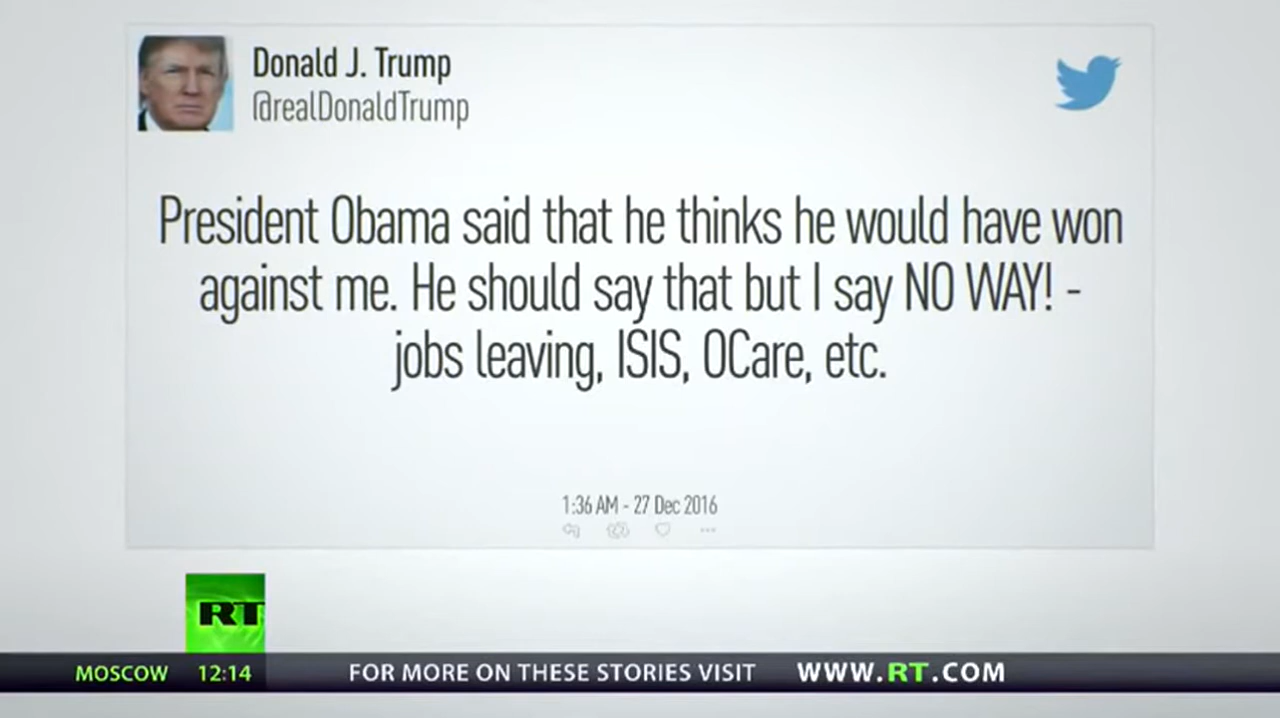 Donald J. Trump
@realDonaldTrump
President Obama said that he thinks he would have won
against me. He should say that but I say NO WAY! -
jobs leaving, ISIS, OCare, etc.
1:36 AM - 27 Dec 2016
RT
MOSCOW 12:14 FOR MORE ON THESE STORIES VISIT WWW.RT.COM